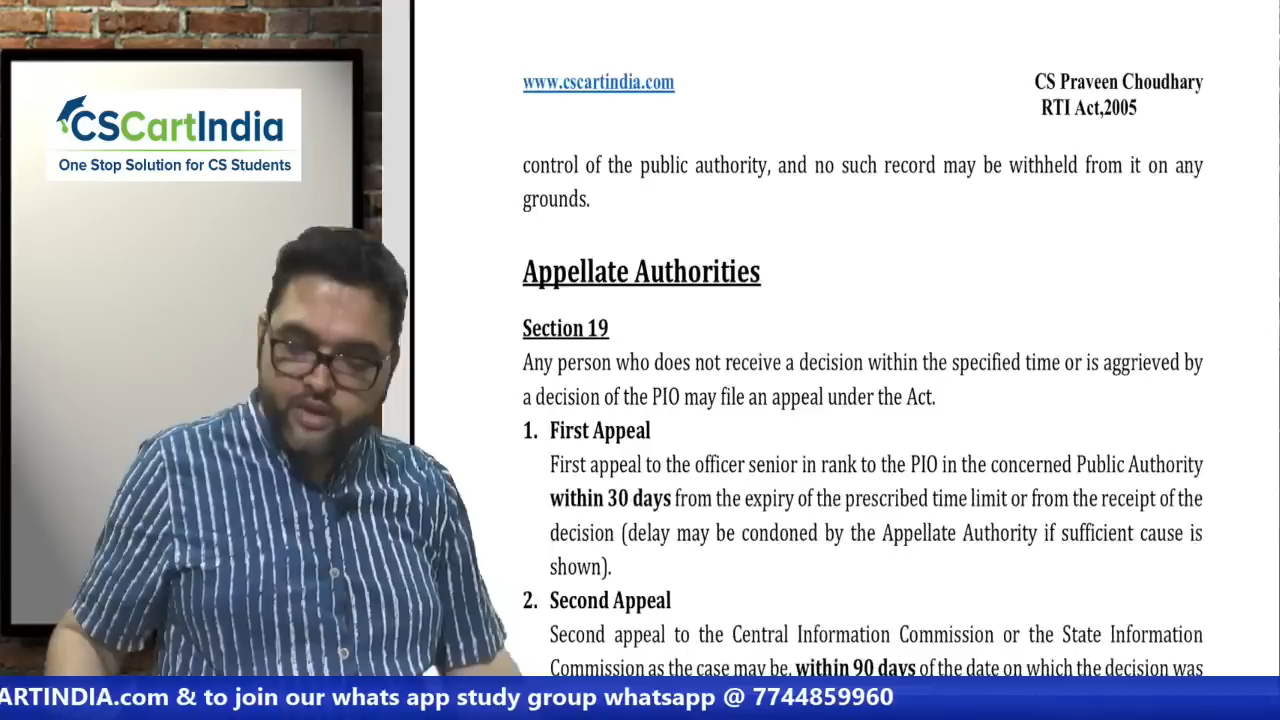 CSCartIndia
One Stop Solution for CS Students
www.cscartindia.com
CS Praveen Choudhary
RTI Act,2005
control of the public authority, and no such record may be withheld from it on any
grounds.
Appellate Authorities
Section 19
Any person who does not receive a decision within the specified time or is aggrieved by
a decision of the PIO may file an appeal under the Act.
1. First Appeal
First appeal to the officer senior in rank to the PIO in the concerned Public Authority
within 30 days from the expiry of the prescribed time limit or from the receipt of the
decision (delay may be condoned by the Appellate Authority if sufficient cause is
shown).
2. Second Appeal
Second appeal to the Central Information Commission or the State Information
Commission as the case may be, within 90 days of the date on which the decision was
CARTINDIA.com & to join our whats app study group whatsapp @ 7744859960